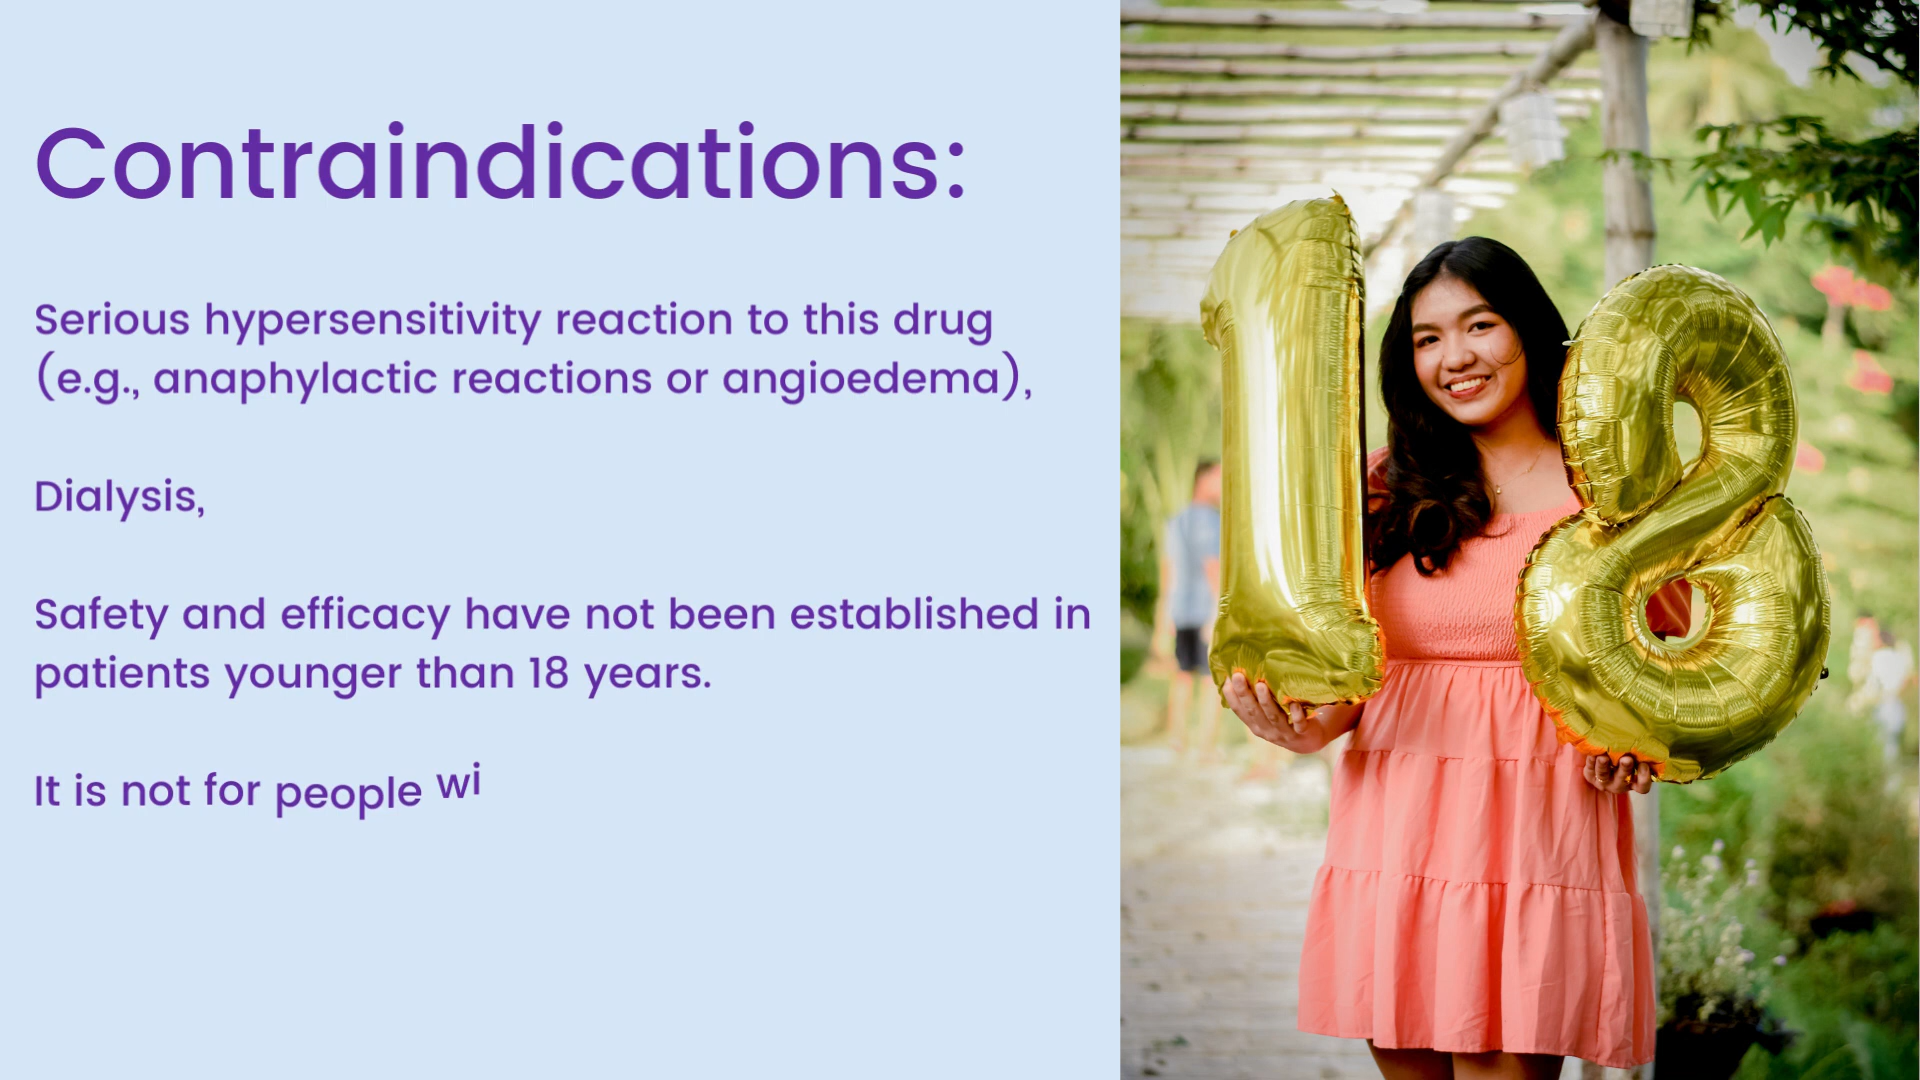 Contraindications:
Serious hypersensitivity reaction to this drug
(e.g., anaphylactic reactions or angioedema),
Dialysis,
Safety and efficacy have not been established in
patients younger than 18 years.
It is not for people wi
18